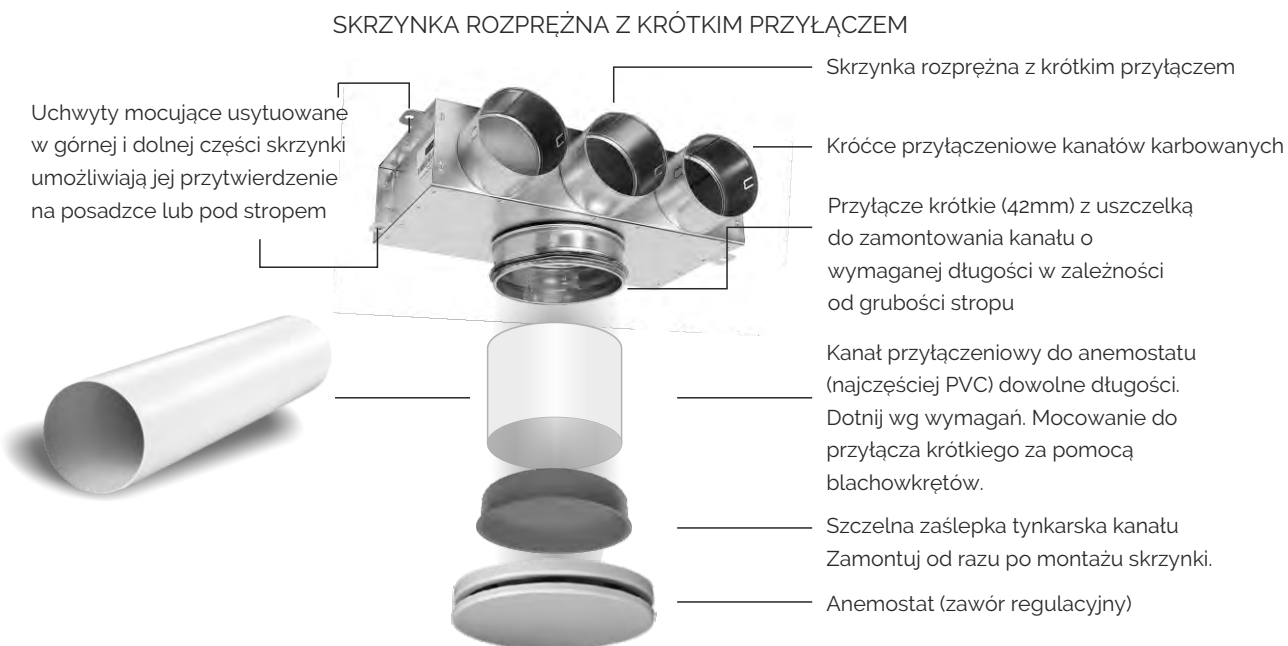 SKRZYNKA ROZPRĘŻNA Z KRÓTKIM PRZYŁĄCZEM
Uchwyty mocujące usytuowane
w górnej i dolnej części skrzynki
umożliwiają jej przytwierdzenie
na posadzce lub pod stropem
Skrzynka rozprężna z krótkim przyłączem
Króćce przyłączeniowe kanałów karbowanych
Przyłącze krótkie (42mm) z uszczelką
do zamontowania kanału o
wymaganej długości w zależności
od grubości stropu
Kanał przyłączeniowy do anemostatu
(najczęściej PVC) dowolne długości.
Dotnij wg wymagań. Mocowanie do
przyłącza krótkiego za pomocą
blachowkrętów.
Szczelna zaślepka tynkarska kanału
Zamontuj od razu po montażu skrzynki.
Anemostat (zawór regulacyjny)